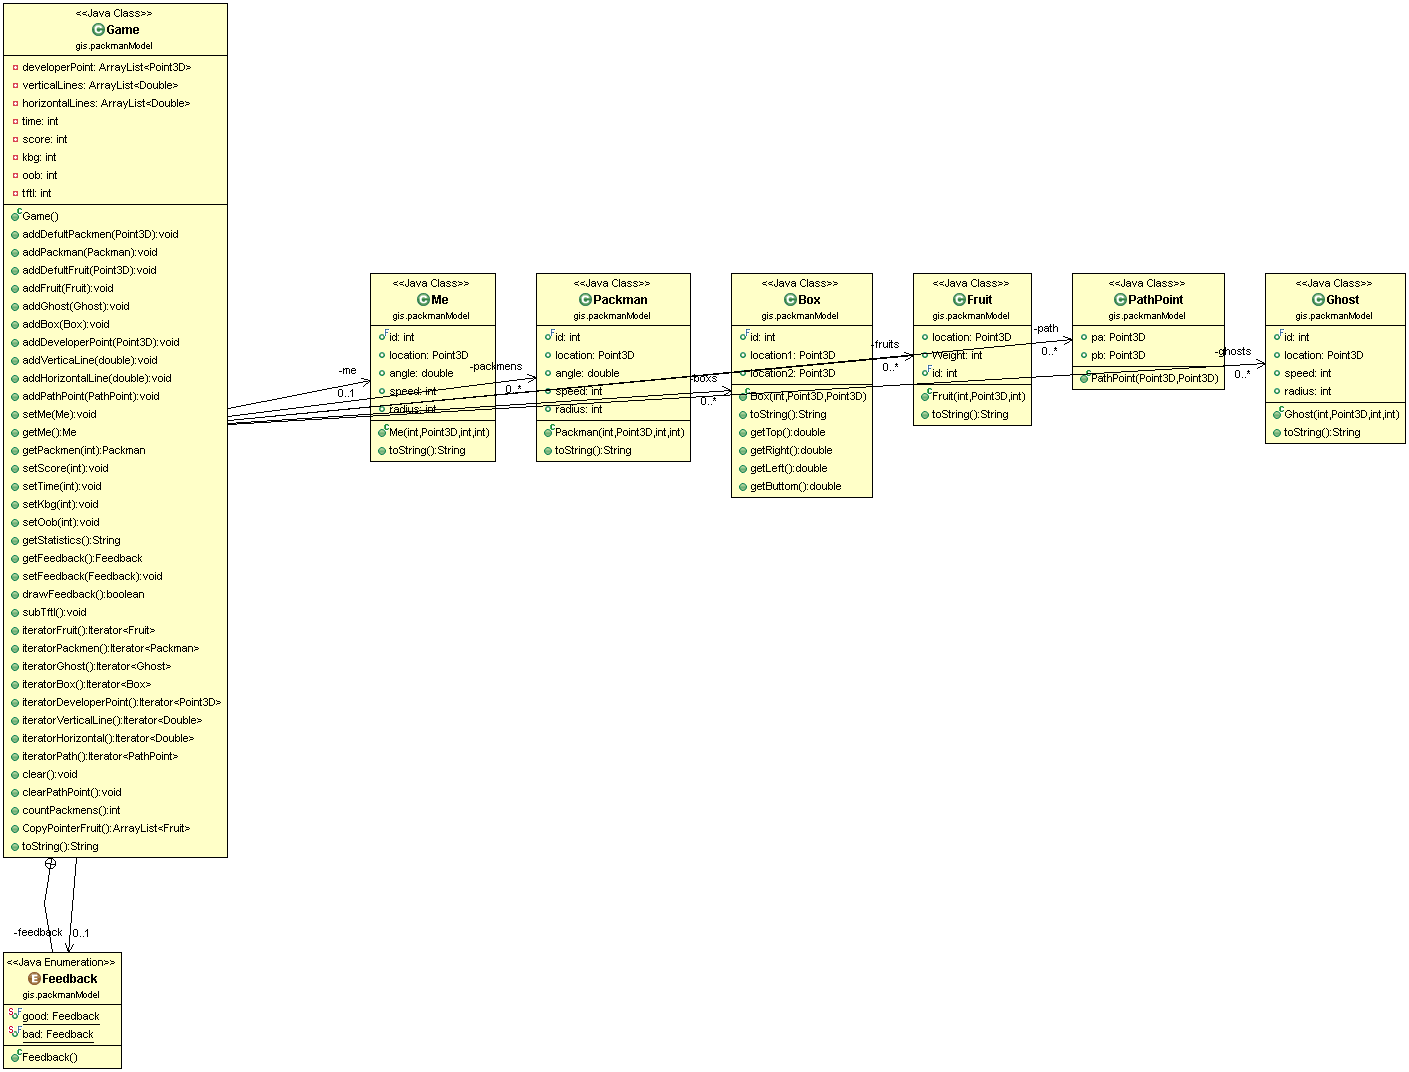 <<Java Class>>
Game
gis.packmanModel
developerPoint: ArrayList<Point3D>
verticalLines: ArrayList<Double>
horizontalLines: ArrayList<Double>
time: int
score: int
kbg: int
oob: int
tftl: int
Game()
addDefultPackmen(Point3D):void
addPackman(Packman):void
addDefultFruit(Point3D):void
addFruit(Fruit):void
addGhost(Ghost):void
addBox(Box):void
addDeveloperPoint(Point3D):void
addVerticaLine(double):void
addHorizontalLine(double):void
addPathPoint(PathPoint):void
setMe(Me):void
getMe():Me
getPackmen(int):Packman
setScore(int):void
setTime(int):void
setKbg(int):void
setOob(int):void
getStatistics():String
getFeedback():Feedback
setFeedback(Feedback):void
drawFeedback():boolean
subTftl():void
iteratorFruit():Iterator<Fruit>
iteratorPackmen():Iterator<Packman>
iteratorGhost():Iterator<Ghost>
iteratorBox():Iterator<Box>
iteratorDeveloperPoint():Iterator<Point3D>
iteratorVerticalLine():Iterator<Double>
iteratorHorizontal():Iterator<Double>
iteratorPath():Iterator<PathPoint>
clear():void
clearPathPoint():void
countPackmens():int
CopyPointerFruit():ArrayList<Fruit>
toString():String
-me
0..1
<<Java Class>>
Me
gis.packmanModel
id: int
location: Point3D
angle: double
speed: int
radius: int
Me(int,Point3D,int,int)
toString():String
-packmens
0..*
<<Java Class>>
Packman
gis.packmanModel
id: int
location: Point3D
angle: double
speed: int
radius: int
Packman(int,Point3D,int,int)
toString():String
-boxs
0..*
<<Java Class>>
Box
gis.packmanModel
id: int
location1: Point3D
location2: Point3D
Box(int,Point3D,Point3D)
toString():String
getTop():double
getRight():double
getLeft():double
getButtom():double
-fruits
0..*
<<Java Class>>
Fruit
gis.packmanModel
location: Point3D
Weight: int
id: int
Fruit(int,Point3D,int)
toString():String
-path
0..*
<<Java Class>>
PathPoint
gis.packmanModel
pa: Point3D
pb: Point3D
PathPoint(Point3D,Point3D)
-ghosts
0..*
<<Java Class>>
Ghost
gis.packmanModel
id: int
location: Point3D
speed: int
radius: int
Ghost(int,Point3D,int,int)
toString():String
-feedback
0..1
<<Java Enumeration>>
Feedback
gis.packmanModel
good: Feedback
bad: Feedback
Feedback()